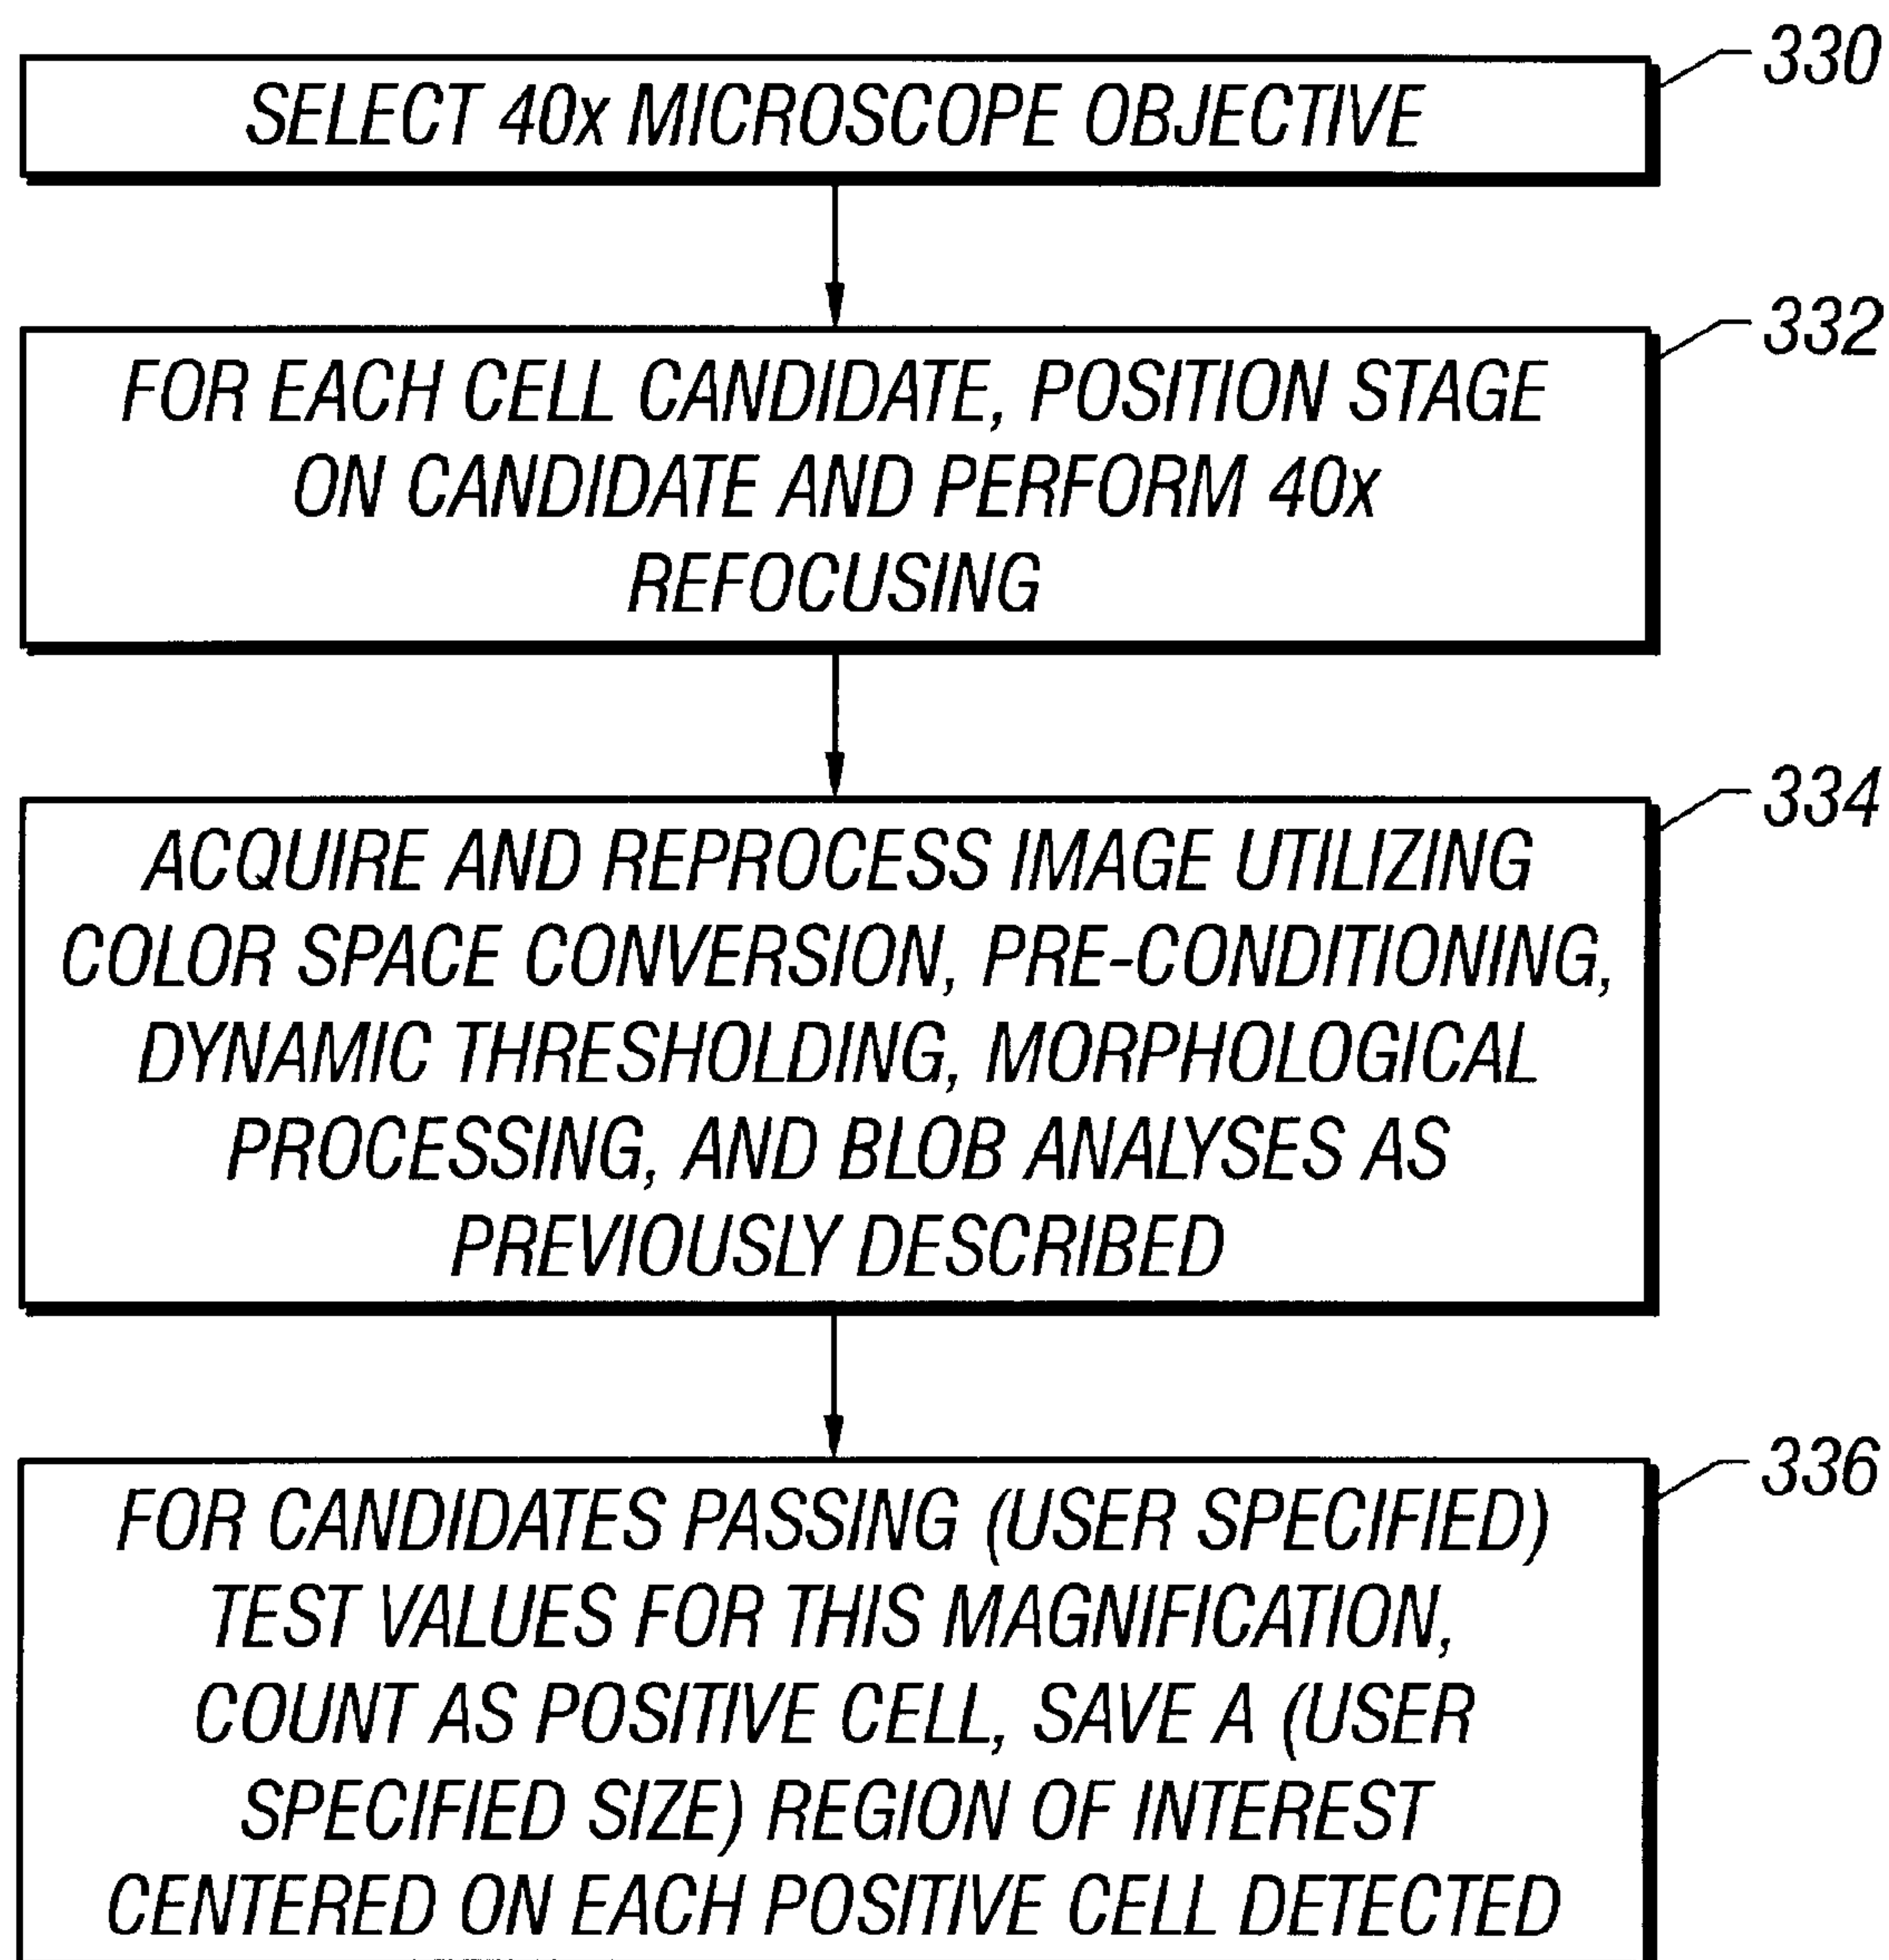 330
SELECT 40x MICROSCOPE OBJECTIVE
332
FOR EACH CELL CANDIDATE, POSITION STAGE
ON CANDIDATE AND PERFORM 40x
REFOCUSING
334
ACQUIRE AND REPROCESS IMAGE UTILIZING
COLOR SPACE CONVERSION, PRE-CONDITIONING,
DYNAMIC THRESHOLDING, MORPHOLOGICAL
PROCESSING, AND BLOB ANALYSES AS
PREVIOUSLY DESCRIBED
336
FOR CANDIDATES PASSING (USER SPECIFIED)
TEST VALUES FOR THIS MAGNIFICATION,
COUNT AS POSITIVE CELL, SAVE A (USER
SPECIFIED SIZE) REGION OF INTEREST
CENTERED ON EACH POSITIVE CELL DETECTED